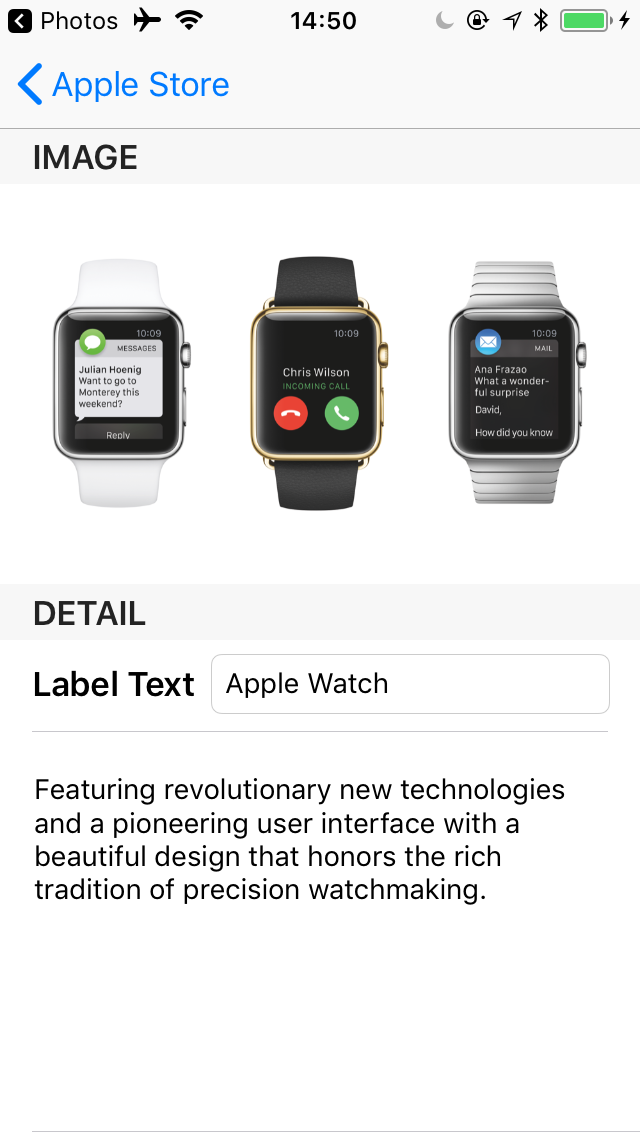 Photos 14:50
Apple Store
IMAGE
10:09
MESSAGES
Julian Hoenig
Want to go to
Monterey this
weekend?
Reply
10:09
Chris Wilson
INCOMING CALL
10:09
MAIL
Ana Frazao
What a wonder-
ful surprise
David,
How did you know
DETAIL
Label Text Apple Watch
Featuring revolutionary new technologies
and a pioneering user interface with a
beautiful design that honors the rich
tradition of precision watchmaking.